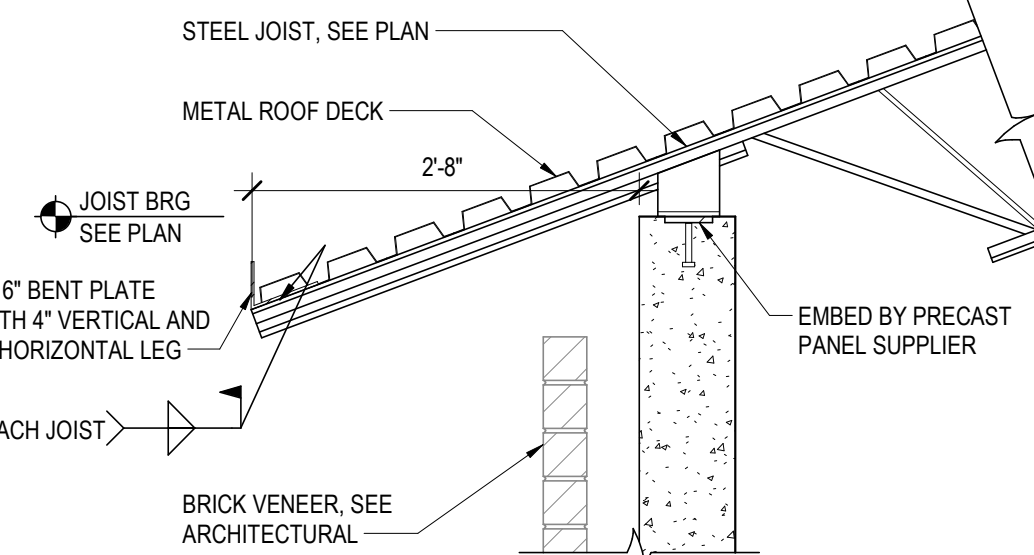 STEEL JOIST, SEE PLAN
METAL ROOF DECK
2'-8"
JOIST BRG
SEE PLAN
6" BENT PLATE
TH 4" VERTICAL AND
HORIZONTAL LEG
EMBED BY PRECAST
PANEL SUPPLIER
ACH JOIST
BRICK VENEER, SEE
ARCHITECTURAL